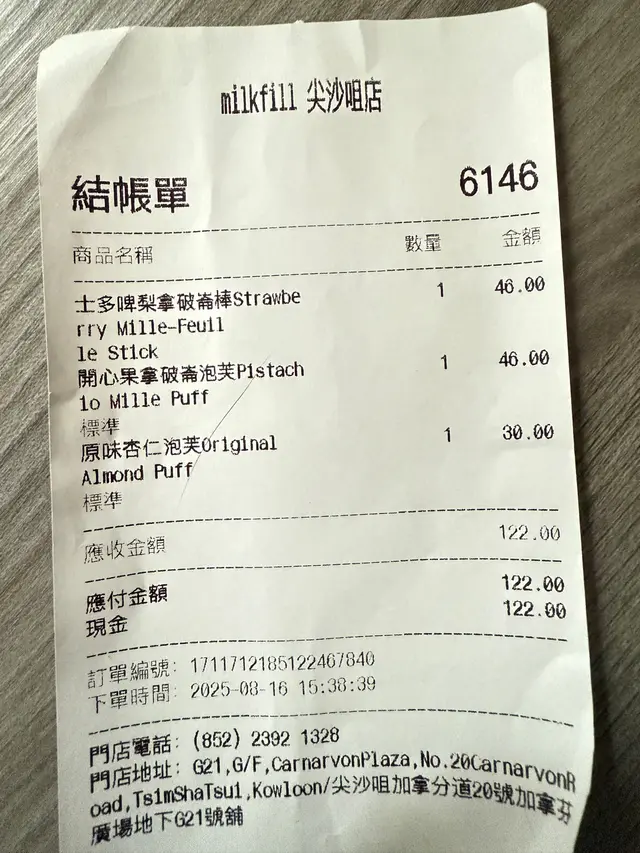 milkfill 尖沙咀店
結帳單 6146
商品名稱 數量 金額
士多啤梨拿破崙棒Strawbe 1 46.00
rry Mille-Feuil
le Stick
開心果拿破崙泡芙Pistach 1 46.00
io Mille Puff
標準
原味杏仁泡芙Original 1 30.00
Almond Puff
標準
應收金額 122.00
應付金額 122.00
現金 122.00
訂單編號: 1711712185122467840
下單時間: 2025-08-16 15:38:39
門店電話: (852) 2392 1328
門店地址: G21,G/F,CarnarvonPlaza,No.20CarnarvonR
oad,TsimShaTsui,Kowloon/尖沙咀加拿分道20號加拿芬
廣場地下G21號舖